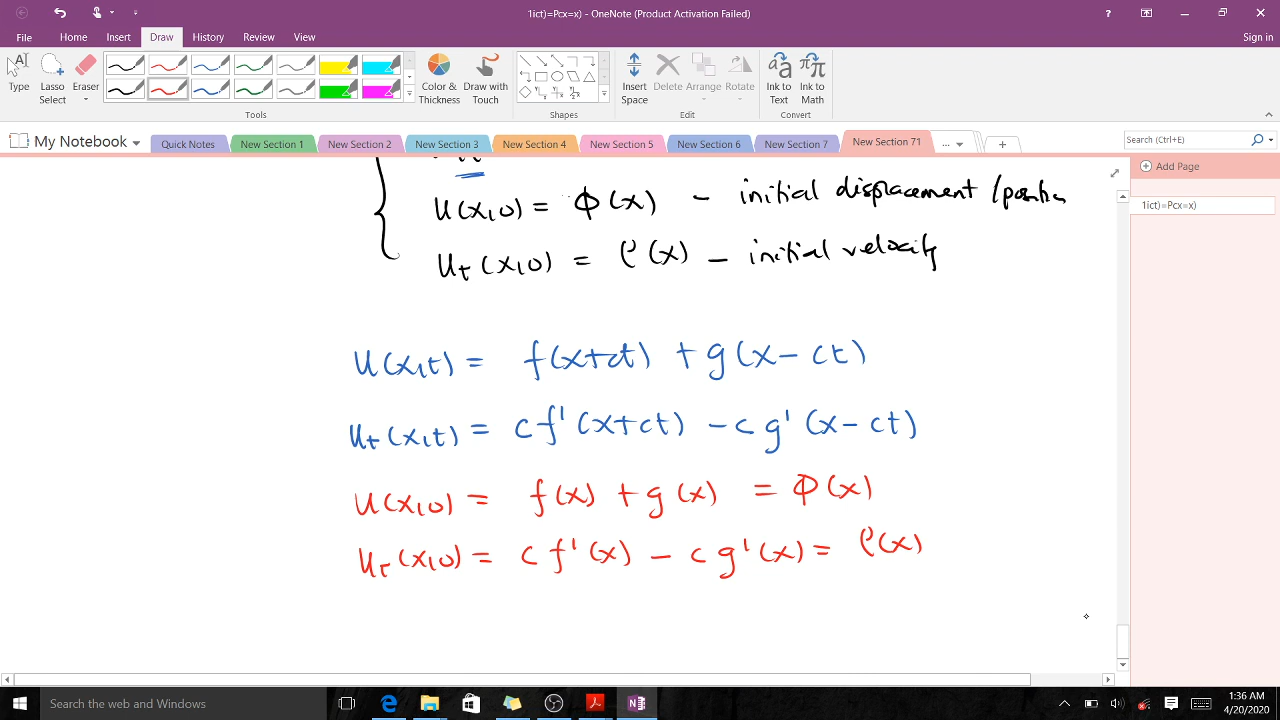 1ict)=Pcx=x) - OneNote (Product Activation Failed)
File Home Insert Draw History Review View
Sign in
Type
Lasso Select
Eraser
Color & Thickness
Draw with Touch
Insert Space
Delete
Arrange
Rotate
Ink to Text
Ink to Math
Tools
Shapes
Edit
Convert
My Notebook
Quick Notes New Section 1 New Section 2 New Section 3 New Section 4 New Section 5 New Section 6 New Section 7 New Section 71 ...
Search (Ctrl+E)
Add Page
1ict)=Pcx=x)
u(x,0) = Φ(x) - initial displacement
u_t(x,0) = ρ(x) - initial velocity
u(x,t) = f(x+ct) + g(x-ct)
u_t(x,t) = c f'(x+ct) - c g'(x-ct)
u(x,0) = f(x) + g(x) = Φ(x)
u_t(x,0) = c f'(x) - c g'(x) = ρ(x)
Search the web and Windows
1:36 AM
4/20/2020